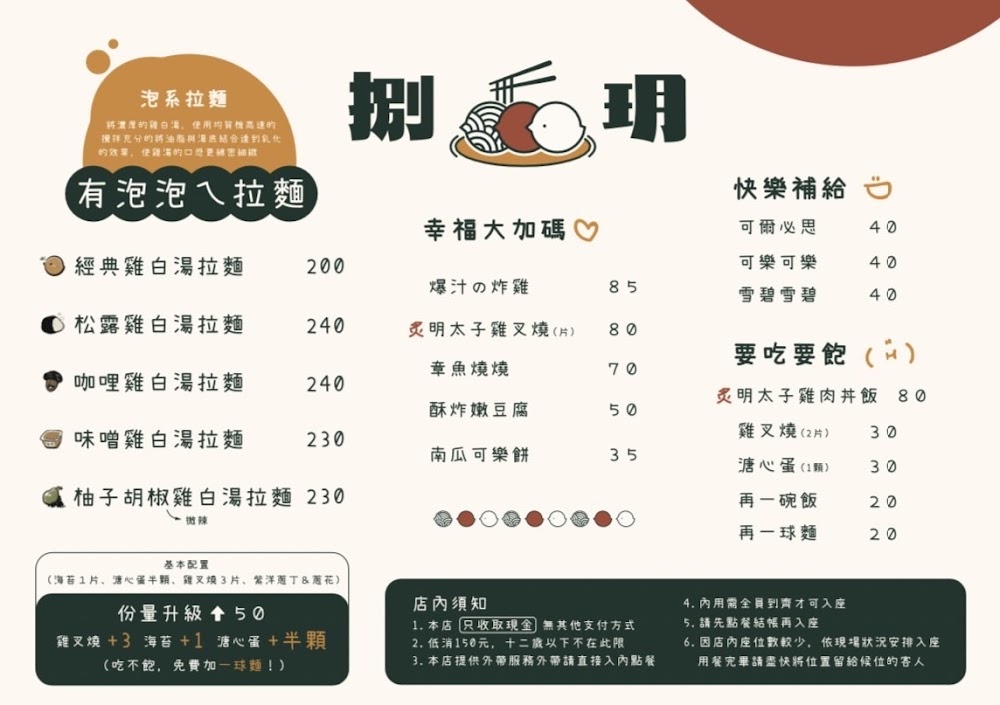 捌玥
泡系拉麵
將濃厚的雞白湯，使用均質機高速的
攪拌充分的將油脂與湯底結合達到乳化
的效果，使雞湯的口感更綿密細緻
有泡泡ㄟ拉麵
經典雞白湯拉麵 200
松露雞白湯拉麵 240
咖哩雞白湯拉麵 240
味噌雞白湯拉麵 230
柚子胡椒雞白湯拉麵 230
微辣
基本配置
（海苔1片、溏心蛋半顆、雞叉燒3片、紫洋蔥丁&蔥花）
份量升級⬆50
雞叉燒+3 海苔+1 溏心蛋+半顆
（吃不飽，免費加一球麵！）
幸福大加碼
爆汁の炸雞 85
炙明太子雞叉燒(片) 80
章魚燒燒 70
酥炸嫩豆腐 50
南瓜可樂餅 35
快樂補給
可爾必思 40
可樂可樂 40
雪碧雪碧 40
要吃要飽
炙明太子雞肉丼飯 80
雞叉燒(2片) 30
溏心蛋(1顆) 30
再一碗飯 20
再一球麵 20
店內須知
1.本店 只收取現金 無其他支付方式
2.低消150元，十二歲以下不在此限
3.本店提供外帶服務外帶請直接入內點餐
4.內用需全員到齊才可入座
5.請先點餐結帳再入座
6.因店內座位數較少，依現場狀況安排入座
用餐完畢請盡快將位置留給候位的客人